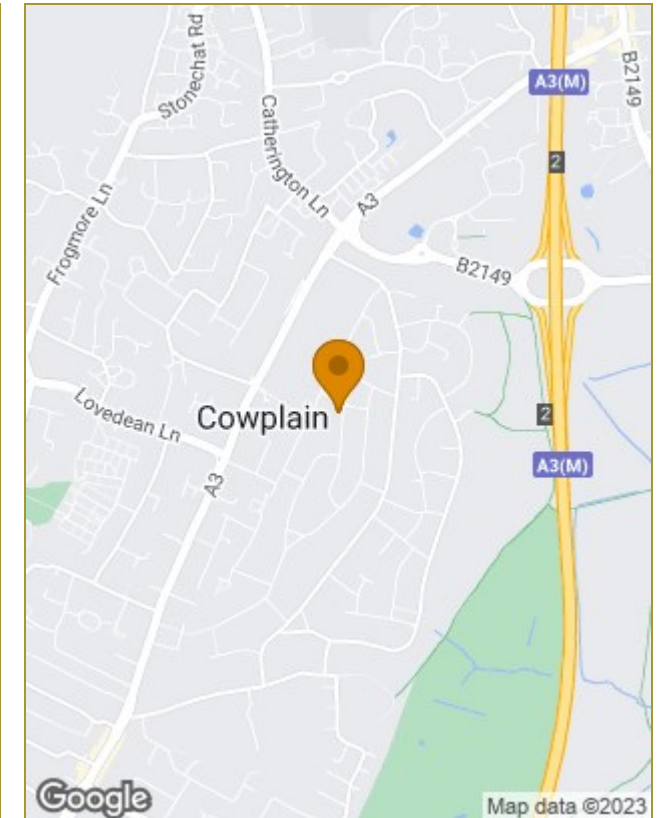 Stonechat Rd
A3(M)
B2149
Catherington Ln
2
A3
Frogmore Ln
B2149
Cowplain
Lovedean Ln
2
A3(M)
A3
Google
Map data ©2023